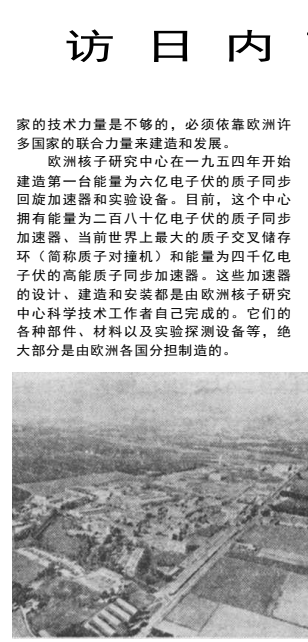 访日内
家的技术力量是不够的，必须依靠欧洲许
多国家的联合力量来建造和发展。
欧洲核子研究中心在一九五四年开始
建造第一台能量为六亿电子伏的质子同步
回旋加速器和实验设备。目前，这个中心
拥有能量为二百八十亿电子伏的质子同步
加速器、当前世界上最大的质子交叉储存
环（简称质子对撞机）和能量为四千亿电
子伏的高能质子同步加速器。这些加速器
的设计、建造和安装都是由欧洲核子研究
中心科学技术工作者自己完成的。它们的
各种部件、材料以及实验探测设备等，绝
大部分是由欧洲各国分担制造的。